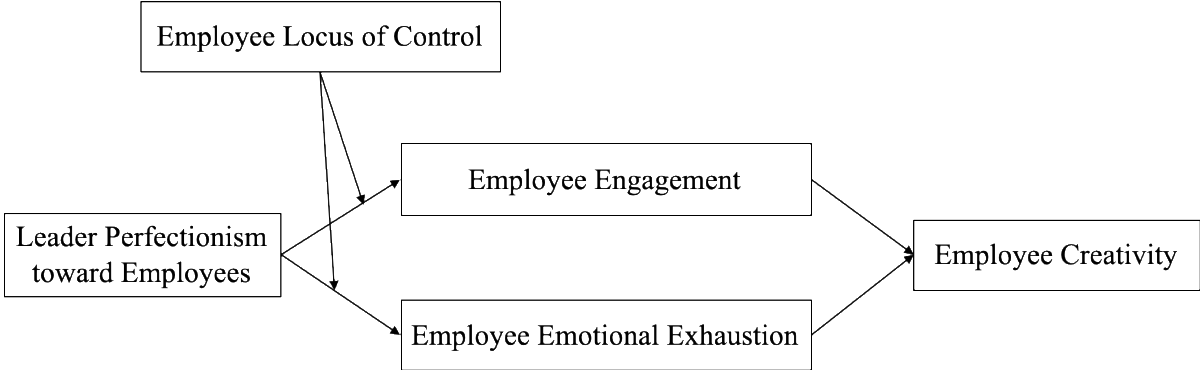 Employee Locus of Control
Employee Engagement
Leader Perfectionism
toward Employees
Employee Creativity
Employee Emotional Exhaustion